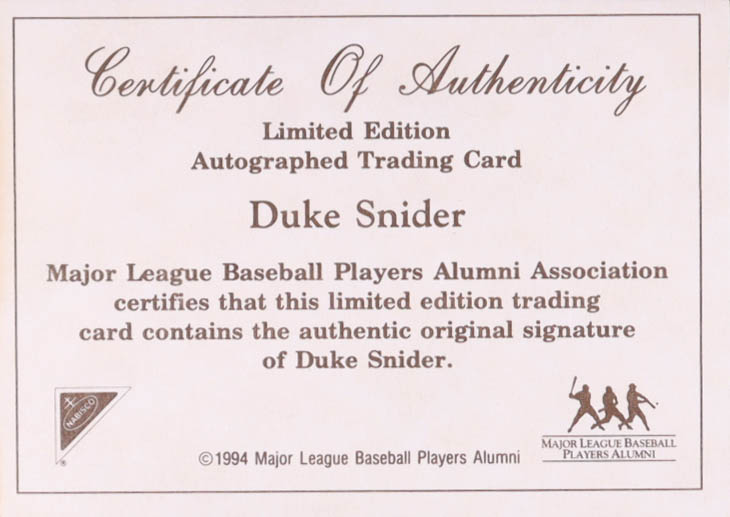 Certificate Of Authenticity
Limited Edition
Autographed Trading Card
Duke Snider
Major League Baseball Players Alumni Association
certifies that this limited edition trading
card contains the authentic original signature
of Duke Snider.
NABISCO
®
©1994 Major League Baseball Players Alumni
MAJOR LEAGUE BASEBALL
PLAYERS ALUMNI